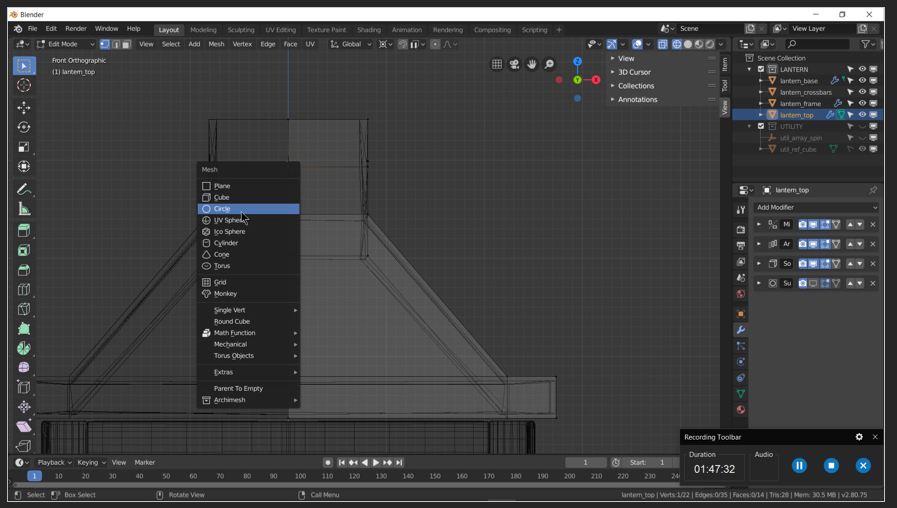 Blender
File Edit Render Window Help Layout Modeling Sculpting UV Editing Texture Paint Shading Animation Rendering Compositing Scripting + Scene View Layer
Edit Mode View Select Add Mesh Vertex Edge Face UV Global
Front Orthographic
(1) lantern_top
Z
Y
X
View
3D Cursor
Collections
Annotations
Item
Tool
View
Mesh
Plane
Cube
Circle
UV Sphere
Ico Sphere
Cylinder
Cone
Torus
Grid
Monkey
Single Vert
Round Cube
Math Function
Mechanical
Torus Objects
Extras
Parent To Empty
Archimesh
Scene Collection
LANTERN
lantern_base
lantern_crossbars
lantern_frame
lantern_top
UTILITY
util_array_spin
util_ref_cube
lantern_top
Add Modifier
Mi
Ar
So
Su
Recording Toolbar
Duration
01:47:32
Audio
Playback Keying View Marker 1 Start: 1
1 10 20 30 40 50 60 70 80 90 100 110 120 130 140 150 160 170 180 190 200
Select Box Select Rotate View Call Menu lantern_top | Verts:1/22 | Edges:0/35 | Faces:0/14 | Tris:28 | Mem: 30.5 MB | v2.80.75